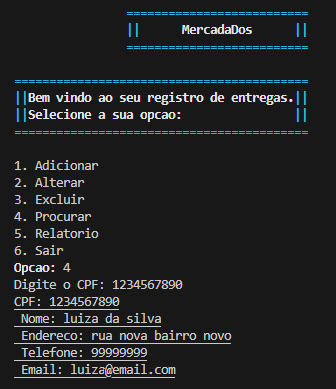 ==========================
||      MercadaDos      ||
==========================
==========================================
||Bem vindo ao seu registro de entregas.||
||Selecione a sua opcao:                ||
==========================================
1. Adicionar
2. Alterar
3. Excluir
4. Procurar
5. Relatorio
6. Sair
Opcao: 4
Digite o CPF: 1234567890
CPF: 1234567890
Nome: luiza da silva
Endereco: rua nova bairro novo
Telefone: 99999999
Email: luiza@email.com